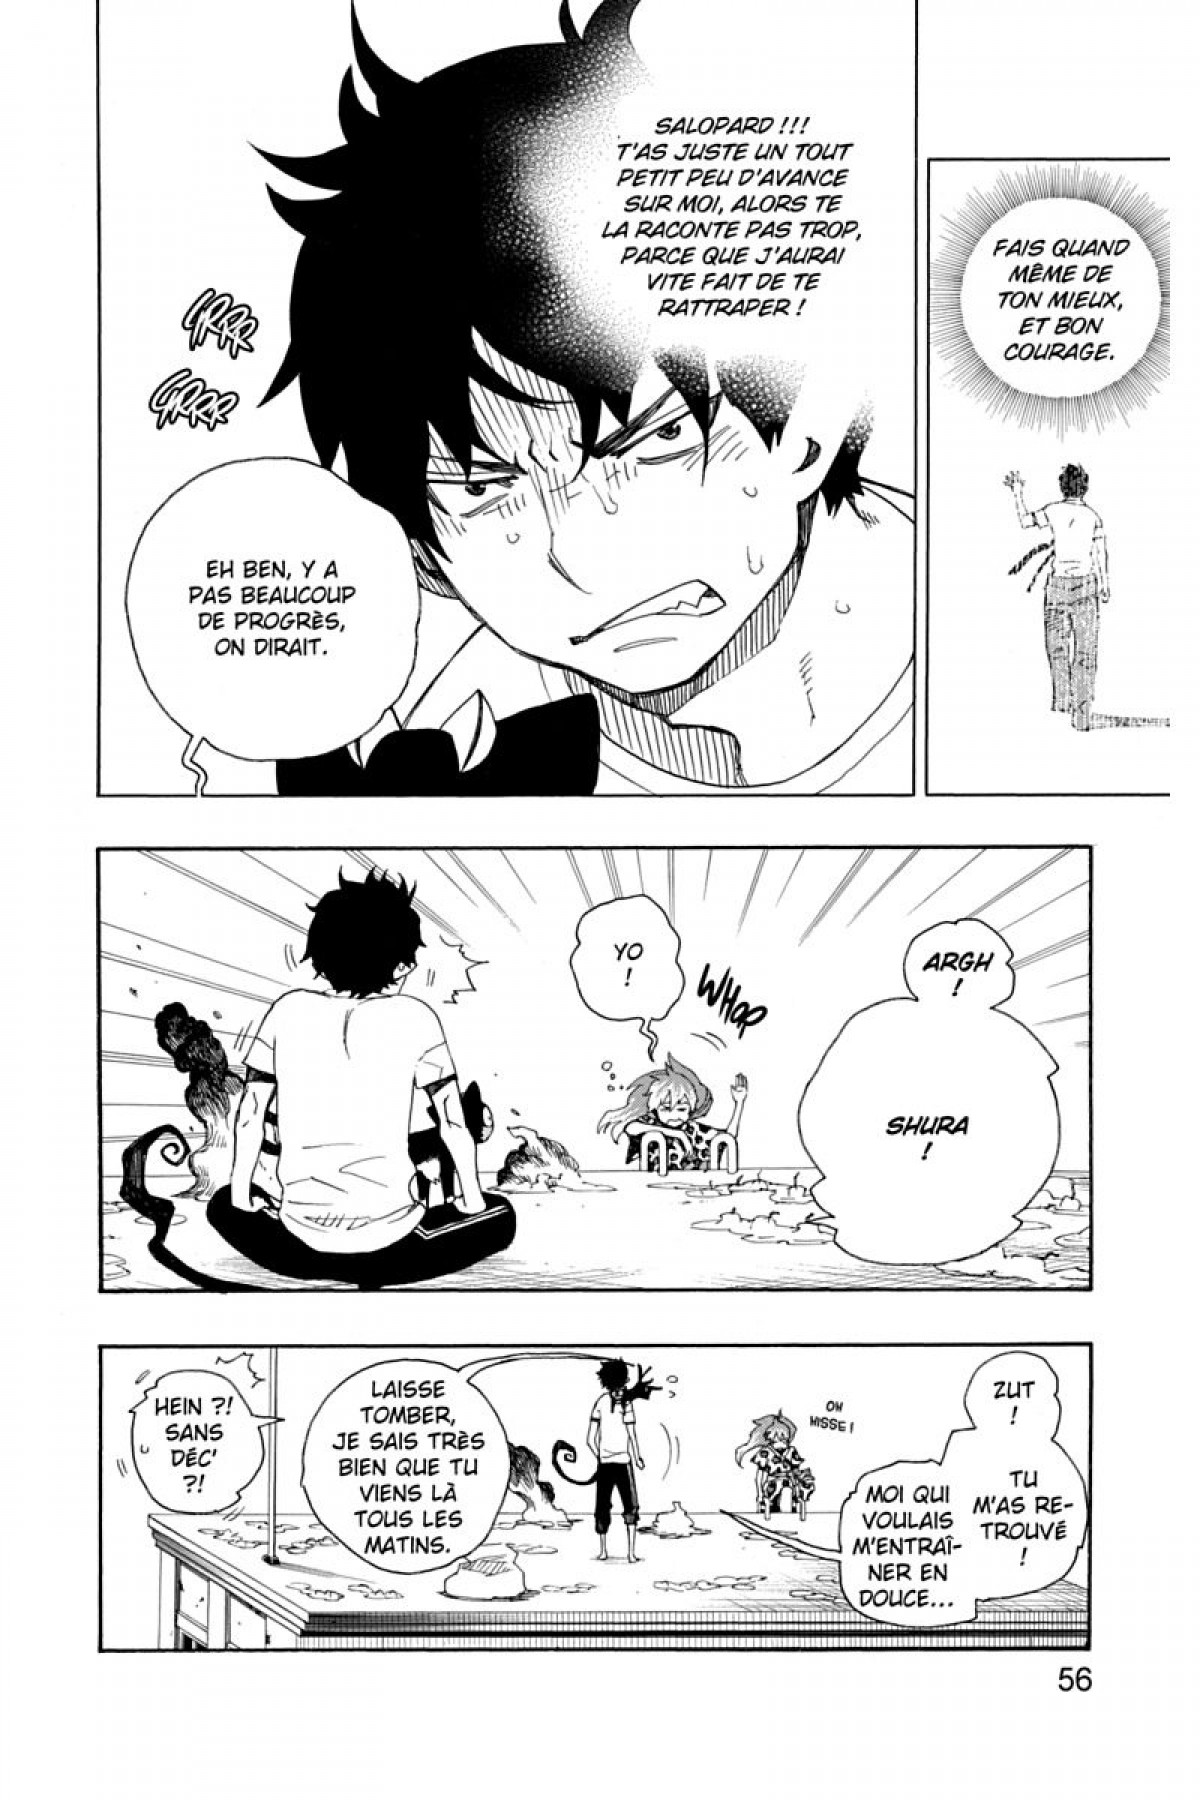 FAIS QUAND
MÊME DE
TON MIEUX,
ET BON
COURAGE.
SALOPARD !!!
T'AS JUSTE UN TOUT
PETIT PEU D'AVANCE
SUR MOI, ALORS TE
LA RACONTE PAS TROP,
PARCE QUE J'AURAI
VITE FAIT DE TE
RATTRAPER !
GRRR
GRRR
EH BEN, Y A
PAS BEAUCOUP
DE PROGRÈS,
ON DIRAIT.
ARGH
!
SHURA
!
WHOP
YO
!
ZUT
!
TU
M'AS RE-
TROUVÉ
!
MOI QUI
VOULAIS
M'ENTRAÎ-
NER EN
DOUCE...
OH
HISSE !
LAISSE
TOMBER,
JE SAIS TRÈS
BIEN QUE TU
VIENS LÀ
TOUS LES
MATINS.
HEIN ?!
SANS
DÉC'
?!
56